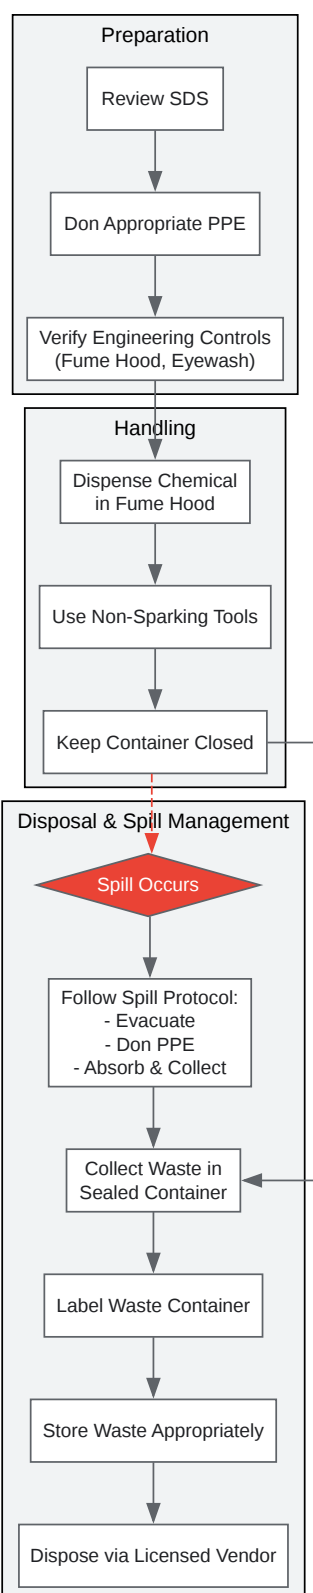 Preparation
Review SDS
Don Appropriate PPE
Verify Engineering Controls
(Fume Hood, Eyewash)
Handling
Dispense Chemical
in Fume Hood
Use Non-Sparking Tools
Keep Container Closed
Disposal & Spill Management
Spill Occurs
Follow Spill Protocol:
- Evacuate
- Don PPE
- Absorb & Collect
Collect Waste in
Sealed Container
Label Waste Container
Store Waste Appropriately
Dispose via Licensed Vendor